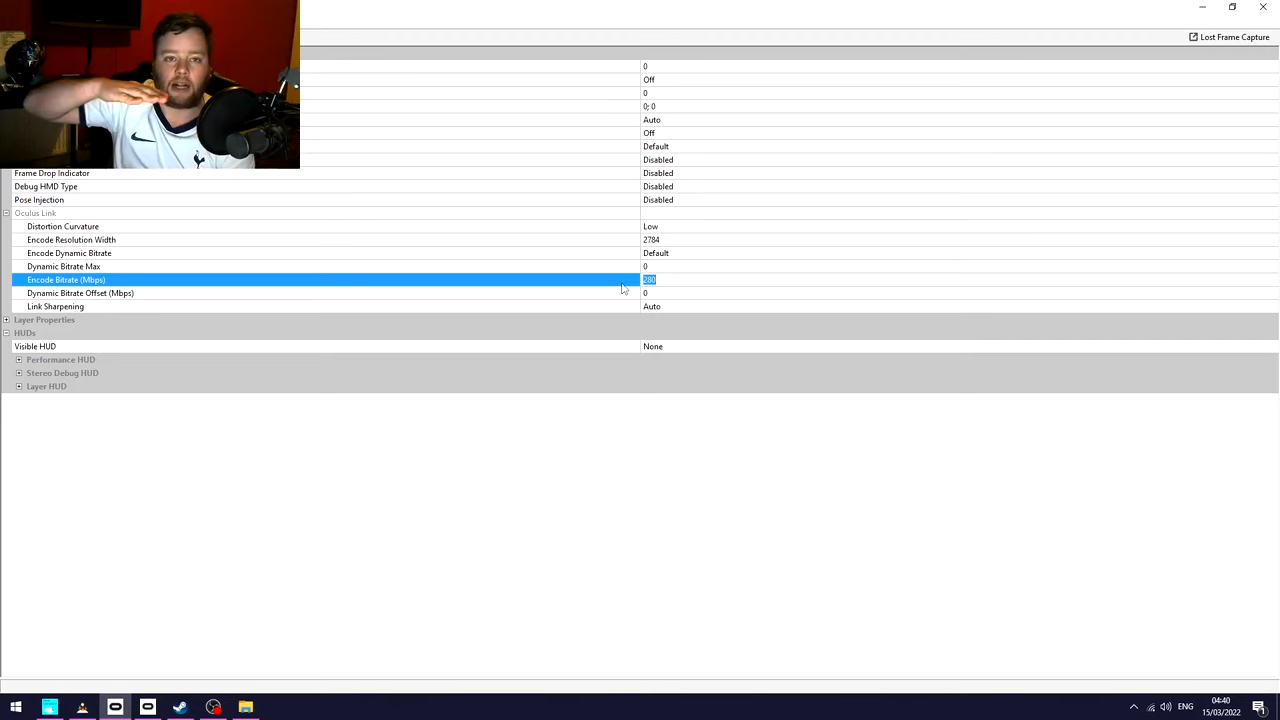 Lost Frame Capture
0
Off
0
0; 0
Auto
Off
Default
Disabled
Frame Drop Indicator Disabled
Debug HMD Type Disabled
Pose Injection Disabled
Oculus Link
Distortion Curvature Low
Encode Resolution Width 2784
Encode Dynamic Bitrate Default
Dynamic Bitrate Max 0
Encode Bitrate (Mbps) 280
Dynamic Bitrate Offset (Mbps) 0
Link Sharpening Auto
Layer Properties
HUDs
Visible HUD None
Performance HUD
Stereo Debug HUD
Layer HUD
ENG
04:40
15/03/2022
1